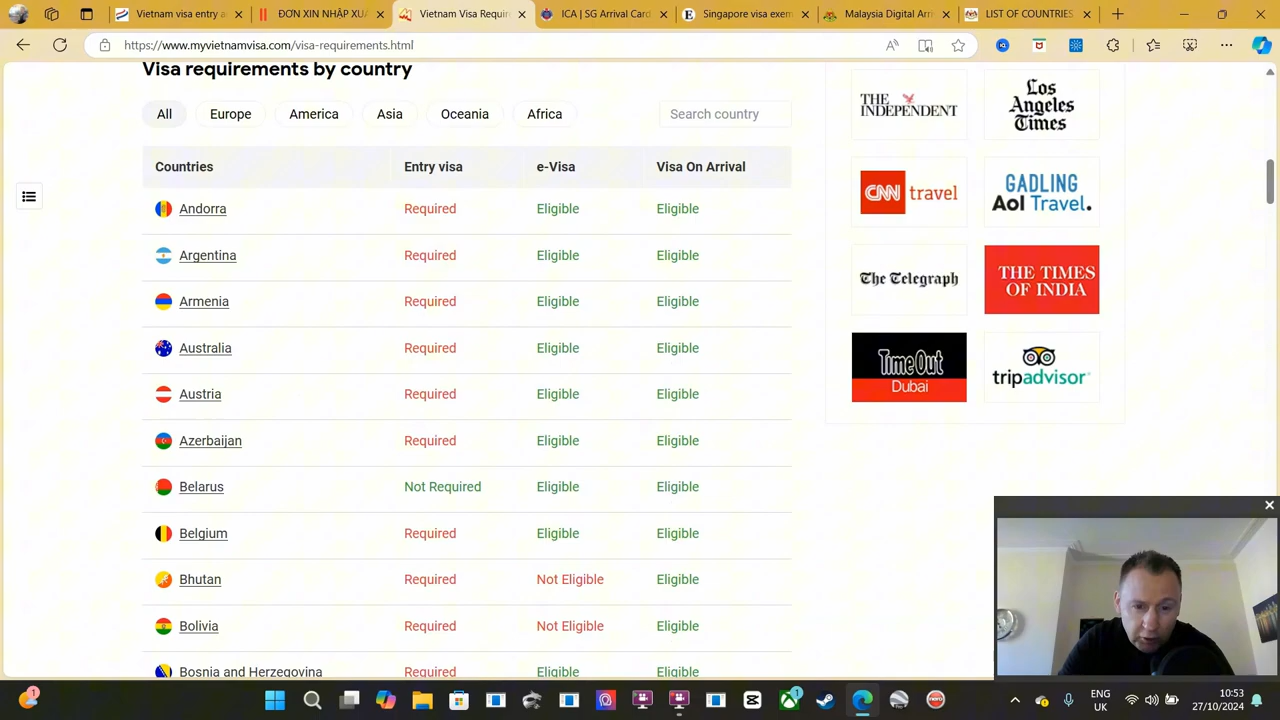 Vietnam visa entry a
ĐƠN XIN NHẬP XUẤ
Vietnam Visa Requir
ICA | SG Arrival Card
Singapore visa exem
Malaysia Digital Arri
LIST OF COUNTRIES
https://www.myvietnamvisa.com/visa-requirements.html
Visa requirements by country
All Europe America Asia Oceania Africa Search country
Countries Entry visa e-Visa Visa On Arrival
Andorra Required Eligible Eligible
Argentina Required Eligible Eligible
Armenia Required Eligible Eligible
Australia Required Eligible Eligible
Austria Required Eligible Eligible
Azerbaijan Required Eligible Eligible
Belarus Not Required Eligible Eligible
Belgium Required Eligible Eligible
Bhutan Required Not Eligible Eligible
Bolivia Required Not Eligible Eligible
Bosnia and Herzegovina Required Eligible Eligible
THE
INDEPENDENT
Los
Angeles
Times
CNN travel
GADLING
Aol Travel.
The Telegraph
THE TIMES
OF INDIA
TimeOut
Dubai
tripadvisor
1
1
ENG
UK
10:53
27/10/2024